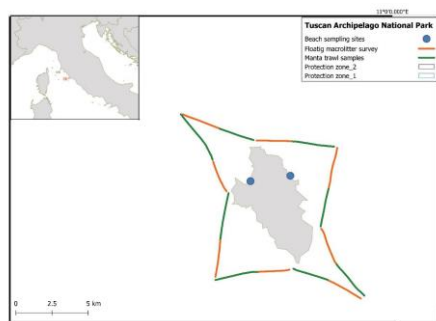 11°0'0,000"E
Tuscan Archipelago National Park
Beach sampling sites
Floatig macrolitter survey
Manta trawl samples
Protection zone_2
Protection zone_1
0 2.5 5 km